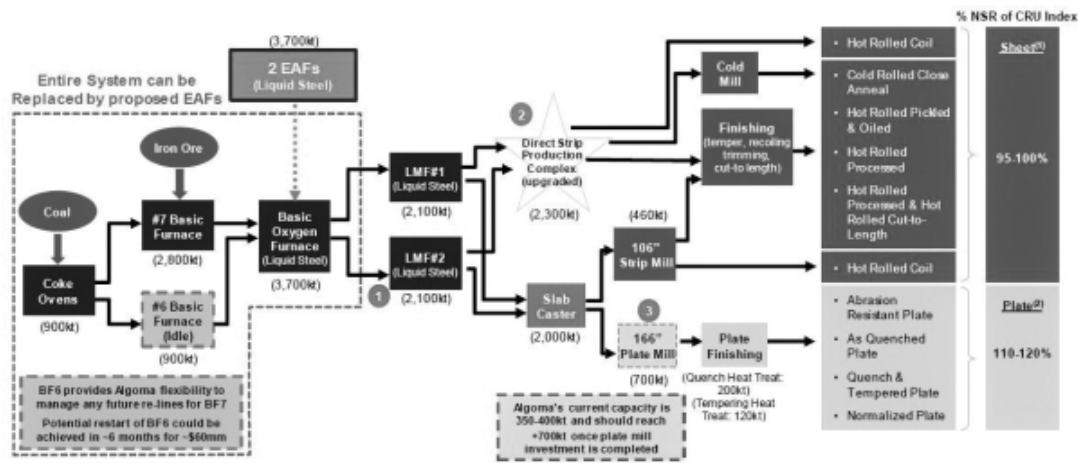 % NSR of CRU Index
(3,700kt)
2 EAFs
(Liquid Steel)
Entire System can be
Replaced by proposed EAFs
Iron Ore
Coal
Coke
Ovens
(900kt)
#7 Basic
Furnace
(2,800kt)
#6 Basic
Furnace
(Idle)
(900kt)
Basic
Oxygen
Furnace
(Liquid Steel)
(3,700kt)
BF6 provides Algoma flexibility to
manage any future re-lines for BF7
Potential restart of BF6 could be
achieved in ~6 months for ~$60mm
LMF#1
(Liquid Steel)
(2,100kt)
1
LMF#2
(Liquid Steel)
(2,100kt)
2
Direct Strip
Production
Complex
(upgraded)
(2,300kt)
Slab
Caster
(2,000kt)
Cold
Mill
Finishing
(temper, recoiling
trimming,
cut-to length)
(460kt)
106"
Strip Mill
3
166"
Plate Mill
(700kt)
Plate
Finishing
(Quench Heat Treat:
200kt)
(Tempering Heat
Treat: 120kt)
Algoma's current capacity is
350-400kt and should reach
+700kt once plate mill
investment is completed
• Hot Rolled Coil
• Cold Rolled Close
Anneal
• Hot Rolled Pickled
& Oiled
• Hot Rolled
Processed
• Hot Rolled
Processed & Hot
Rolled Cut-to-
Length
• Hot Rolled Coil
• Abrasion
Resistant Plate
• As Quenched
Plate
• Quench &
Tempered Plate
• Normalized Plate
Sheet(1)
95-100%
Plate(2)
110-120%